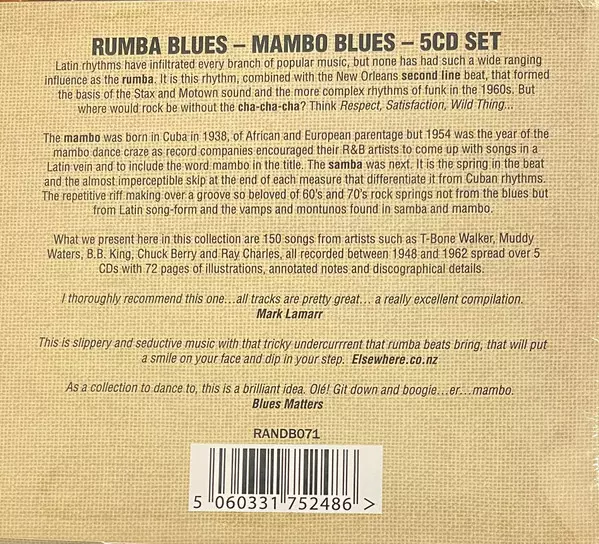 RUMBA BLUES – MAMBO BLUES – 5CD SET
Latin rhythms have infiltrated every branch of popular music, but none has had such a wide ranging
influence as the rumba. It is this rhythm, combined with the New Orleans second line beat, that formed
the basis of the Stax and Motown sound and the more complex rhythms of funk in the 1960s. But
where would rock be without the cha-cha-cha? Think Respect, Satisfaction, Wild Thing...
The mambo was born in Cuba in 1938, of African and European parentage but 1954 was the year of the
mambo dance craze as record companies encouraged their R&B artists to come up with songs in a
Latin vein and to include the word mambo in the title. The samba was next. It is the spring in the beat
and the almost imperceptible skip at the end of each measure that differentiate it from Cuban rhythms.
The repetitive riff making over a groove so beloved of 60's and 70's rock springs not from the blues but
from Latin song-form and the vamps and montunos found in samba and mambo.
What we present here in this collection are 150 songs from artists such as T-Bone Walker, Muddy
Waters, B.B. King, Chuck Berry and Ray Charles, all recorded between 1948 and 1962 spread over 5
CDs with 72 pages of illustrations, annotated notes and discographical details.
I thoroughly recommend this one...all tracks are pretty great... a really excellent compilation.
Mark Lamarr
This is slippery and seductive music with that tricky undercurrrent that rumba beats bring, that will put
a smile on your face and dip in your step. Elsewhere.co.nz
As a collection to dance to, this is a brilliant idea. Olé! Git down and boogie...er...mambo.
Blues Matters
RANDB071
5 060331 752486 >